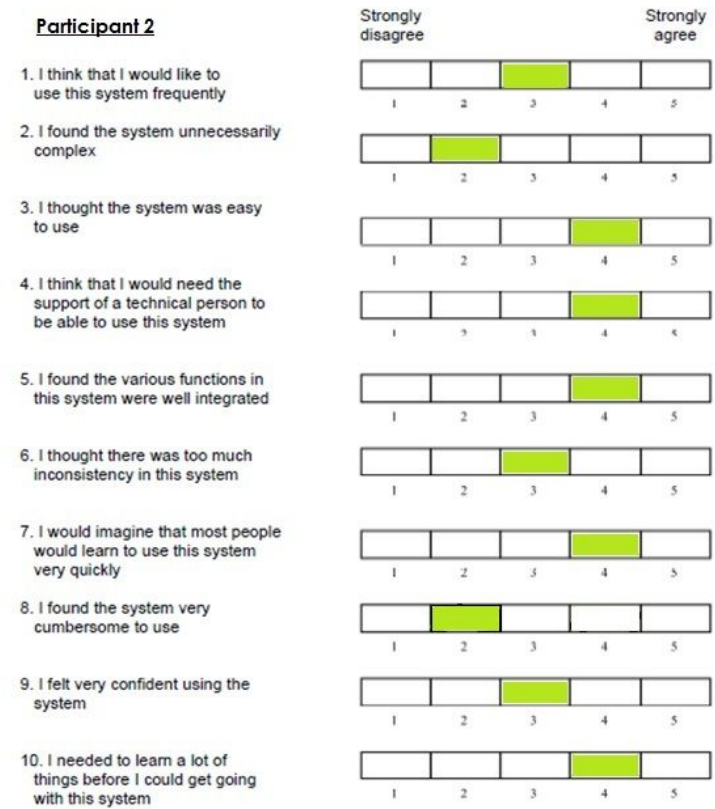 Participant 2
Strongly disagree
Strongly agree
1. I think that I would like to
use this system frequently
1 2 3 4 5
2. I found the system unnecessarily
complex
1 2 3 4 5
3. I thought the system was easy
to use
1 2 3 4 5
4. I think that I would need the
support of a technical person to
be able to use this system
1 2 3 4 5
5. I found the various functions in
this system were well integrated
1 2 3 4 5
6. I thought there was too much
inconsistency in this system
1 2 3 4 5
7. I would imagine that most people
would learn to use this system
very quickly
1 2 3 4 5
8. I found the system very
cumbersome to use
1 2 3 4 5
9. I felt very confident using the
system
1 2 3 4 5
10. I needed to learn a lot of
things before I could get going
with this system
1 2 3 4 5